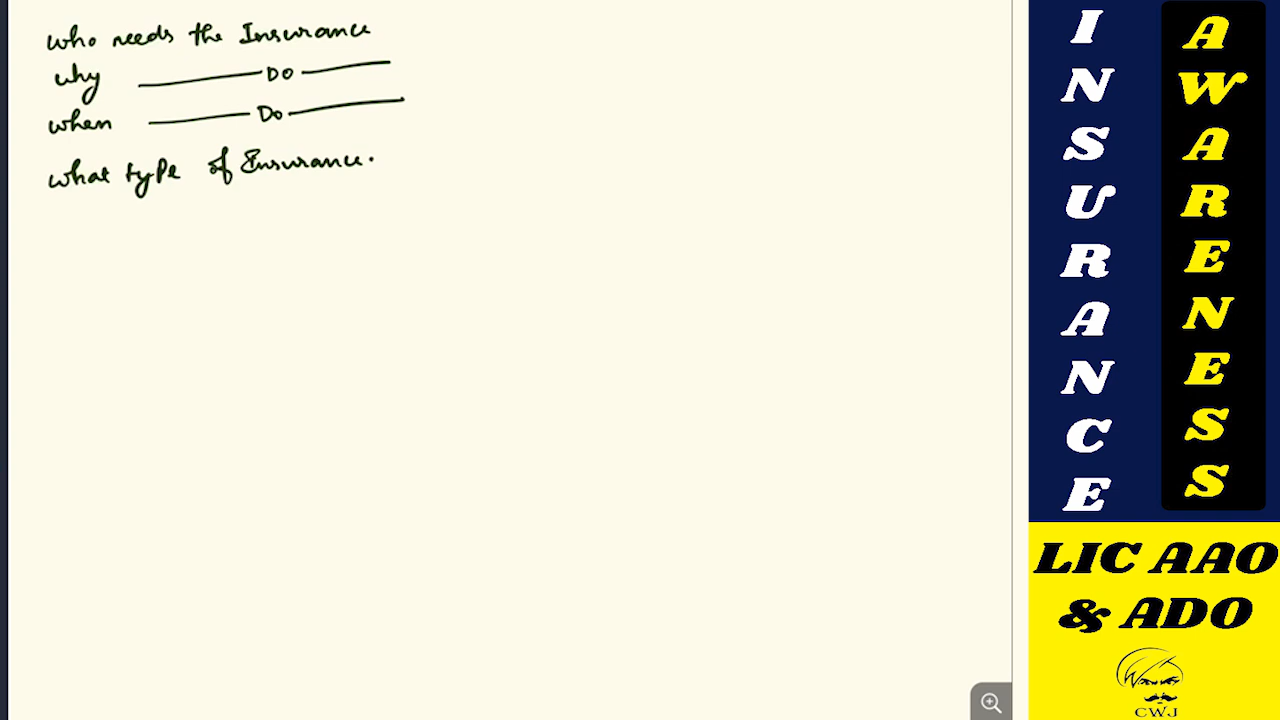 who needs the Insurance
why —— Do ——
when —— Do ——
what type of Insurance.
INSURANCE
AWARENESS
LIC AAO
& ADO
CWJ